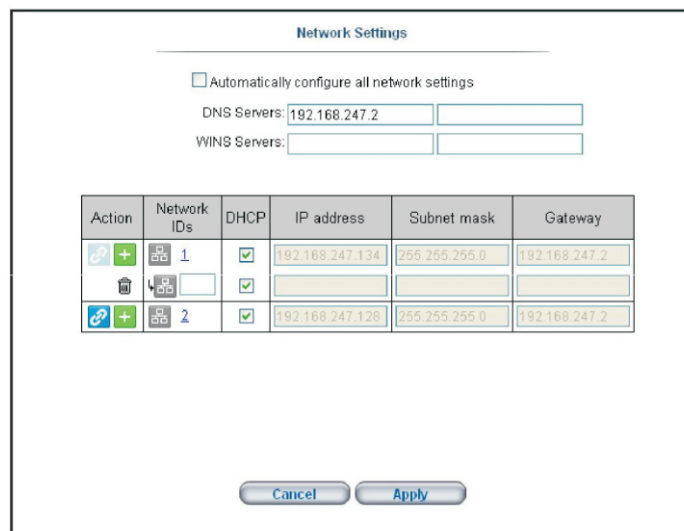 Network Settings
Automatically configure all network settings
DNS Servers: 192.168.247.2
WINS Servers:
Action Network IDs DHCP IP address Subnet mask Gateway
1 192.168.247.134 255.255.255.0 192.168.247.2
2 192.168.247.128 255.255.255.0 192.168.247.2
Cancel Apply